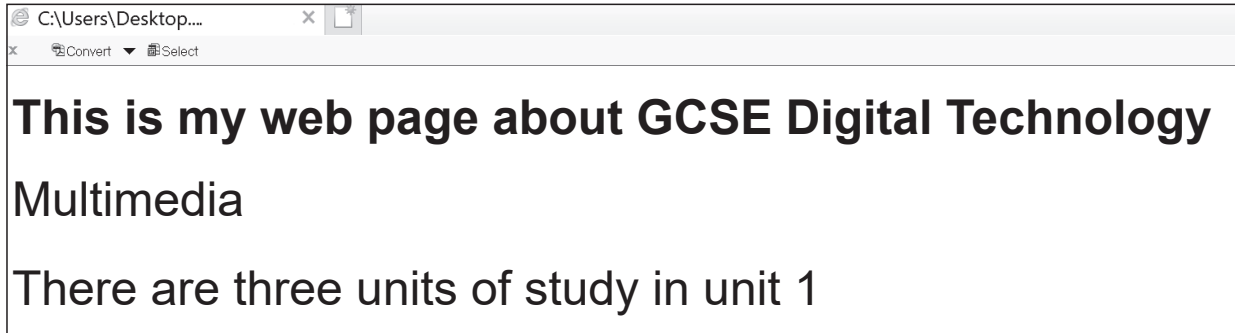 C:\Users\Desktop....
x Convert Select
This is my web page about GCSE Digital Technology
Multimedia
There are three units of study in unit 1